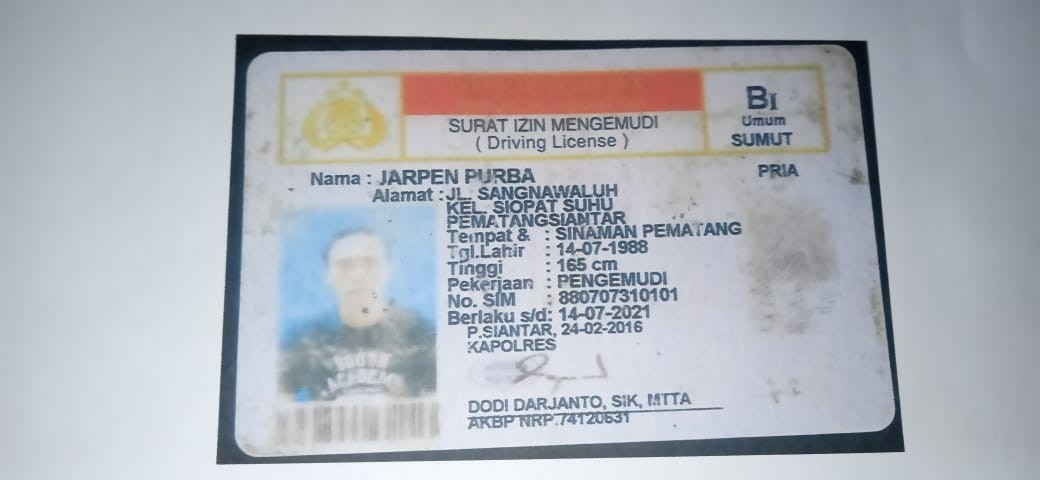 SURAT IZIN MENGEMUDI
( Driving License )
BI
Umum
SUMUT
PRIA
Nama : JARPEN PURBA
Alamat : JL. SANGNAWALUH
KEL. SIOPAT SUHU
PEMATANGSIANTAR
Tempat & : SINAMAN PEMATANG
Tgl.Lahir : 14-07-1988
Tinggi : 165 cm
Pekerjaan : PENGEMUDI
No. SIM : 880707310101
Berlaku s/d: 14-07-2021
P.SIANTAR, 24-02-2016
KAPOLRES
DODI DARJANTO, SIK, MTTA
AKBP NRP.74120631